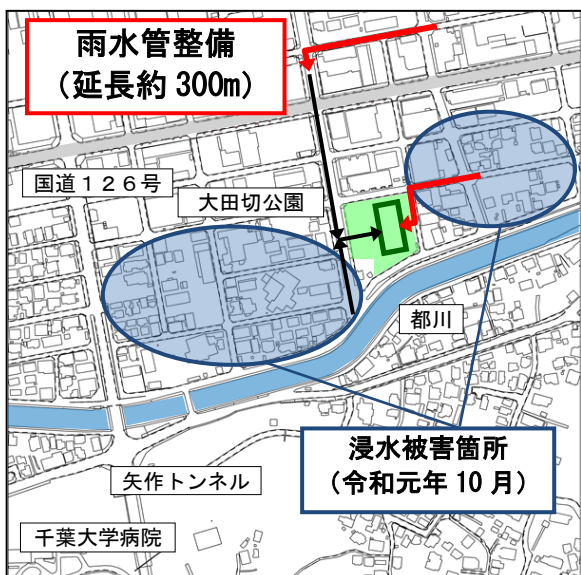 雨水管整備
（延長約 300m）
国道１２６号
大田切公園
都川
浸水被害箇所
（令和元年 10 月）
矢作トンネル
千葉大学病院